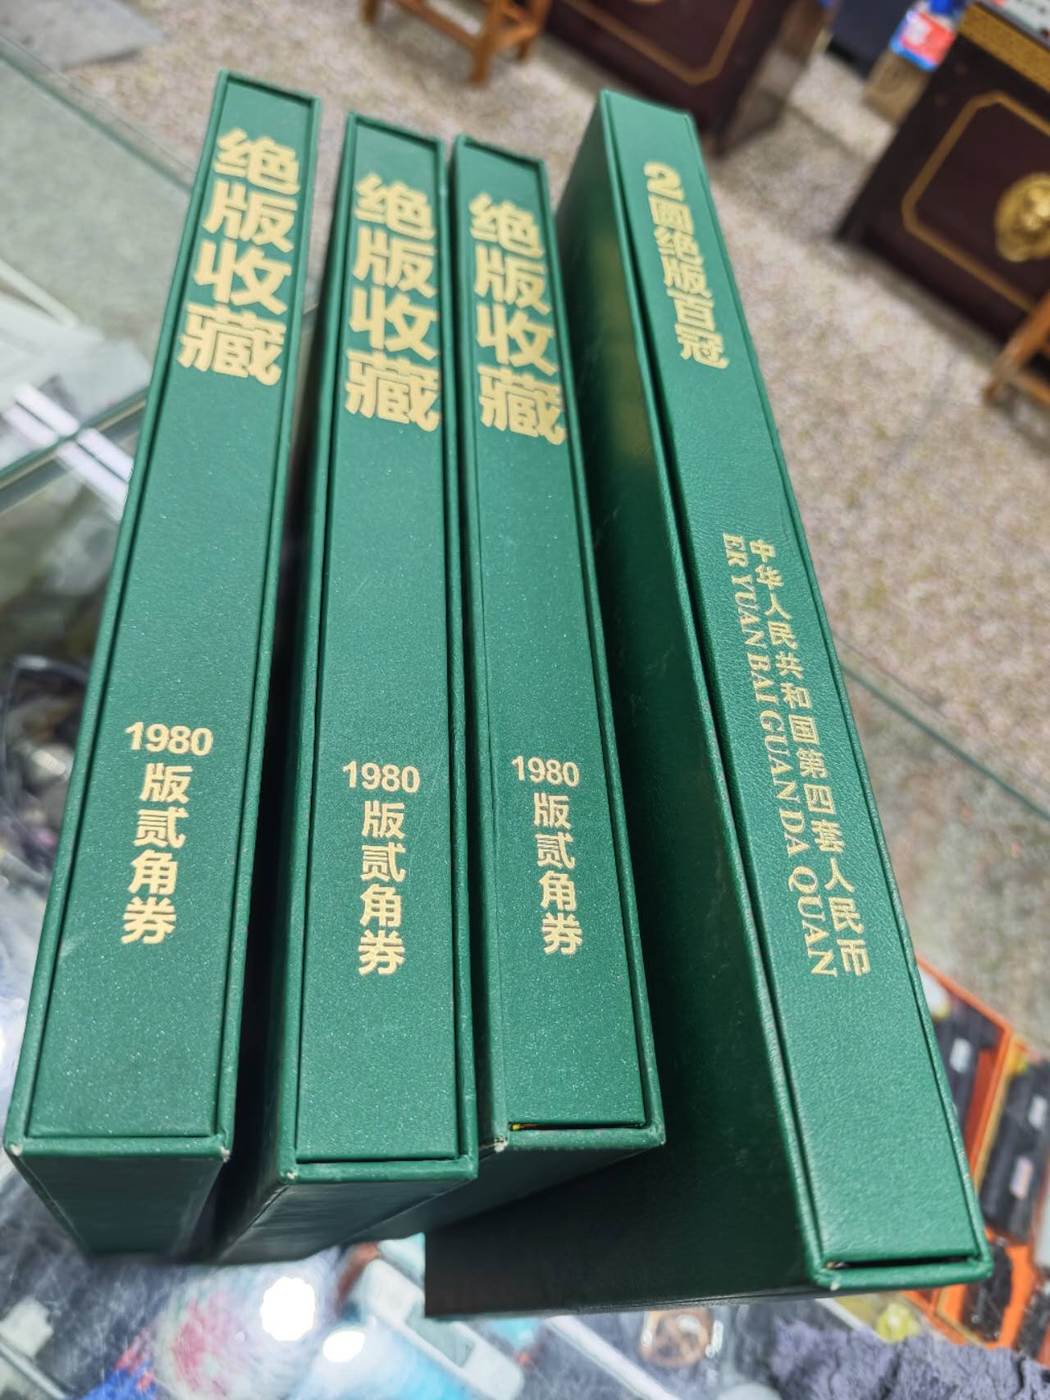 绝版收藏
1980
版贰角券
绝版收藏
1980
版贰角券
绝版收藏
1980
版贰角券
2圆绝版百冠
中华人民共和国第四套人民币
ER YUAN BAI GUAN DA QUAN